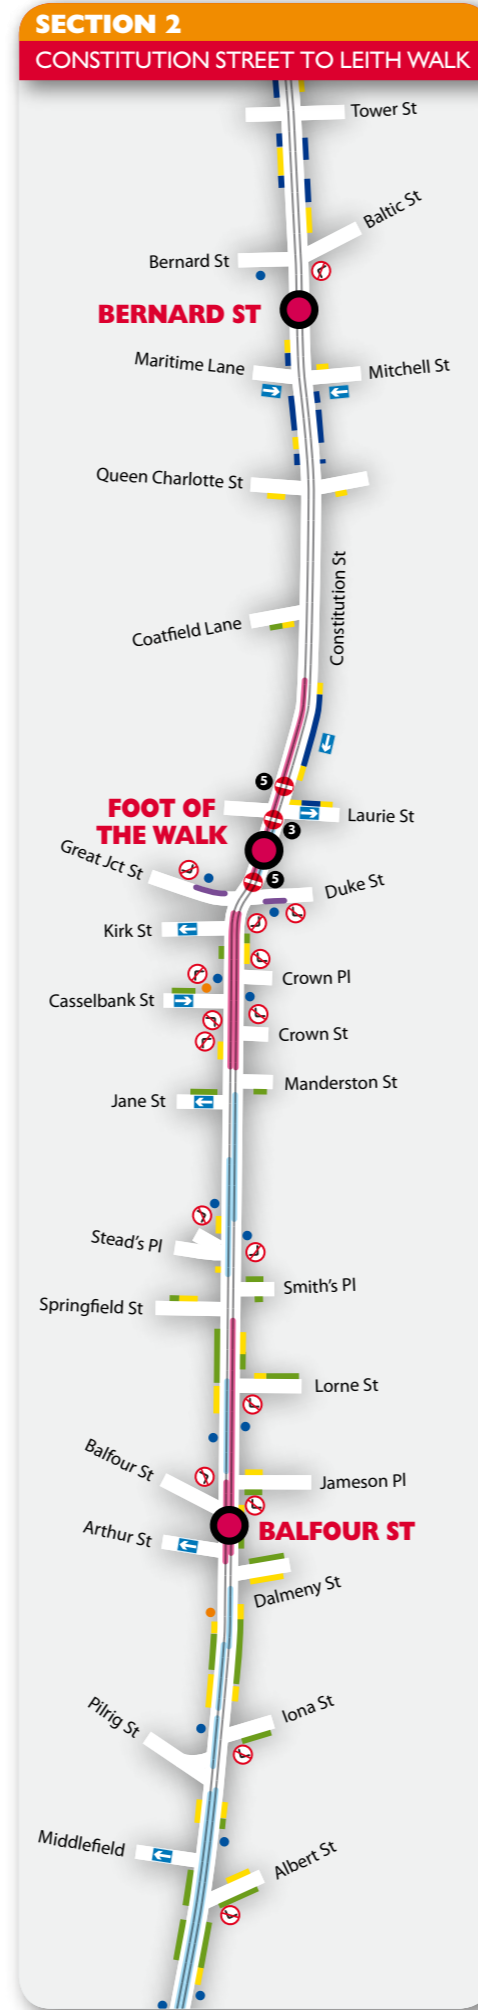 SECTION 2
CONSTITUTION STREET TO LEITH WALK
Tower St
Baltic St
Bernard St
BERNARD ST
Maritime Lane
Mitchell St
Queen Charlotte St
Constitution St
Coatfield Lane
5
FOOT OF
THE WALK
3
Laurie St
Great Jct St
5
Duke St
Kirk St
Crown Pl
Casselbank St
Crown St
Manderston St
Jane St
Stead's Pl
Smith's Pl
Springfield St
Lorne St
Balfour St
Jameson Pl
BALFOUR ST
Arthur St
Dalmeny St
Iona St
Pilrig St
Middlefield
Albert St